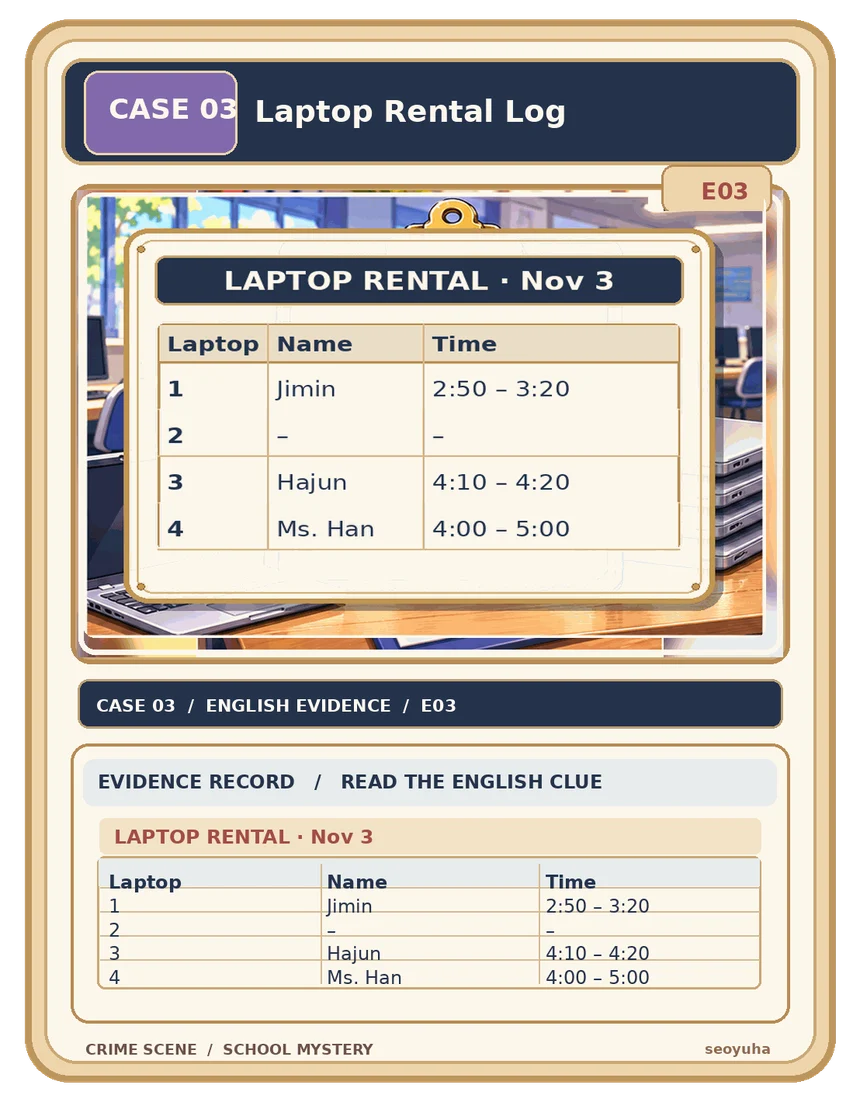 CASE 03 Laptop Rental Log
E03
LAPTOP RENTAL · Nov 3
Laptop Name Time
1 Jimin 2:50 – 3:20
2 – –
3 Hajun 4:10 – 4:20
4 Ms. Han 4:00 – 5:00
CASE 03 / ENGLISH EVIDENCE / E03
EVIDENCE RECORD / READ THE ENGLISH CLUE
LAPTOP RENTAL · Nov 3
Laptop Name Time
1 Jimin 2:50 – 3:20
2 – –
3 Hajun 4:10 – 4:20
4 Ms. Han 4:00 – 5:00
CRIME SCENE / SCHOOL MYSTERY
seoyuha